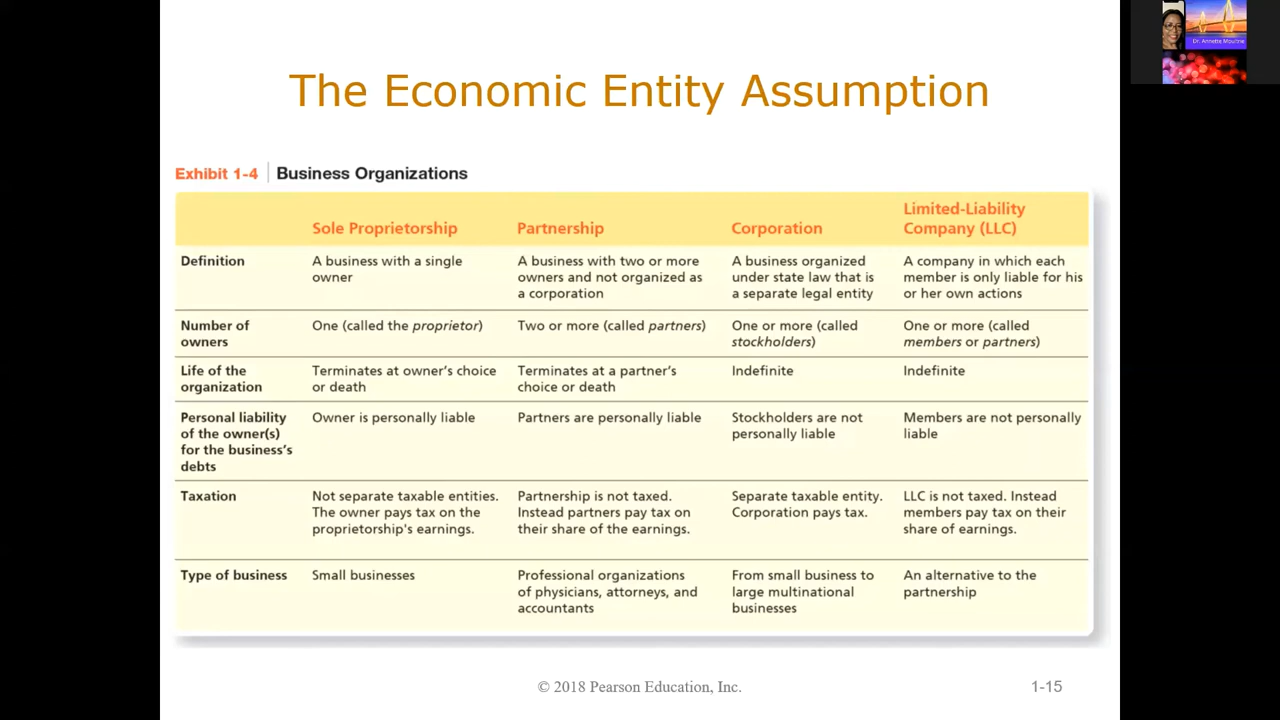 The Economic Entity Assumption
Exhibit 1-4 Business Organizations
Sole Proprietorship
Partnership
Corporation
Limited-Liability
Company (LLC)
Definition
A business with a single
owner
A business with two or more
owners and not organized as
a corporation
A business organized
under state law that is
a separate legal entity
A company in which each
member is only liable for his
or her own actions
Number of
owners
One (called the proprietor)
Two or more (called partners)
One or more (called
stockholders)
One or more (called
members or partners)
Life of the
organization
Terminates at owner's choice
or death
Terminates at a partner's
choice or death
Indefinite
Indefinite
Personal liability
of the owner(s)
for the business's
debts
Owner is personally liable
Partners are personally liable
Stockholders are not
personally liable
Members are not personally
liable
Taxation
Not separate taxable entities.
The owner pays tax on the
proprietorship's earnings.
Partnership is not taxed.
Instead partners pay tax on
their share of the earnings.
Separate taxable entity.
Corporation pays tax.
LLC is not taxed. Instead
members pay tax on their
share of earnings.
Type of business
Small businesses
Professional organizations
of physicians, attorneys, and
accountants
From small business to
large multinational
businesses
An alternative to the
partnership
© 2018 Pearson Education, Inc.
1-15
Dr. Annette